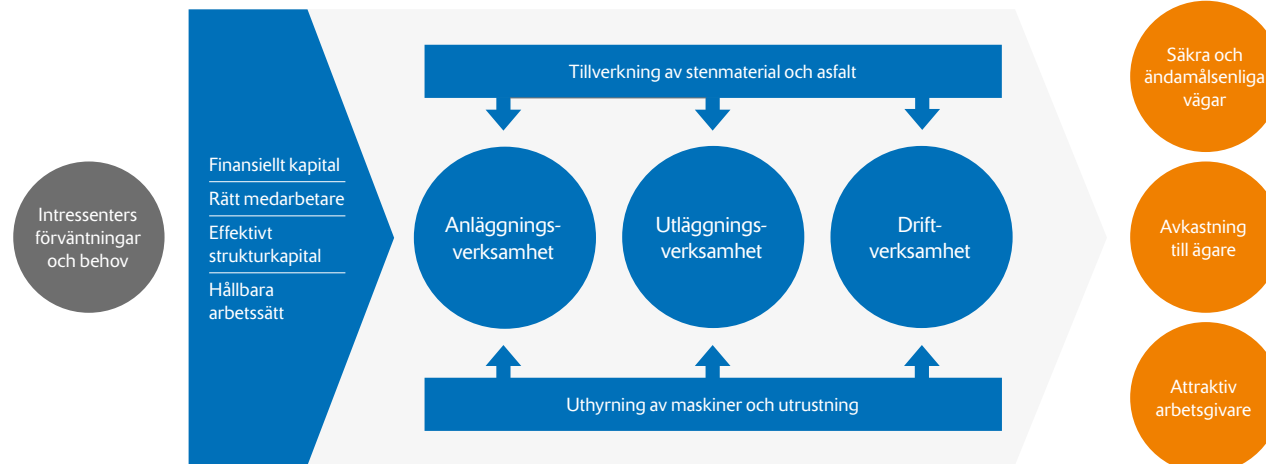 Intressenters
förväntningar
och behov
Finansiellt kapital
Rätt medarbetare
Effektivt
strukturkapital
Hållbara
arbetssätt
Tillverkning av stenmaterial och asfalt
Anläggnings-
verksamhet
Utläggnings-
verksamhet
Drift-
verksamhet
Uthyrning av maskiner och utrustning
Säkra och
ändamålsenliga
vägar
Avkastning
till ägare
Attraktiv
arbetsgivare